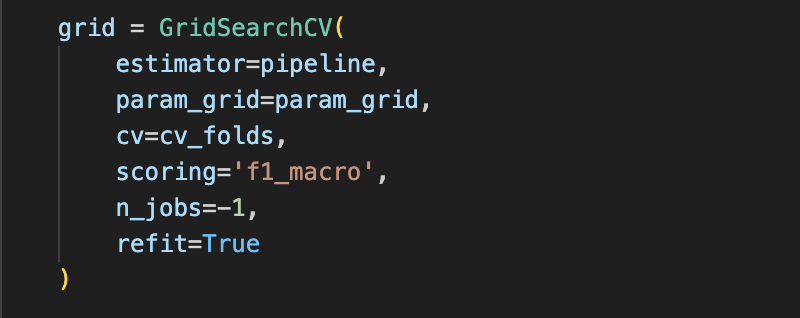 grid = GridSearchCV(
    estimator=pipeline,
    param_grid=param_grid,
    cv=cv_folds,
    scoring='f1_macro',
    n_jobs=-1,
    refit=True
)